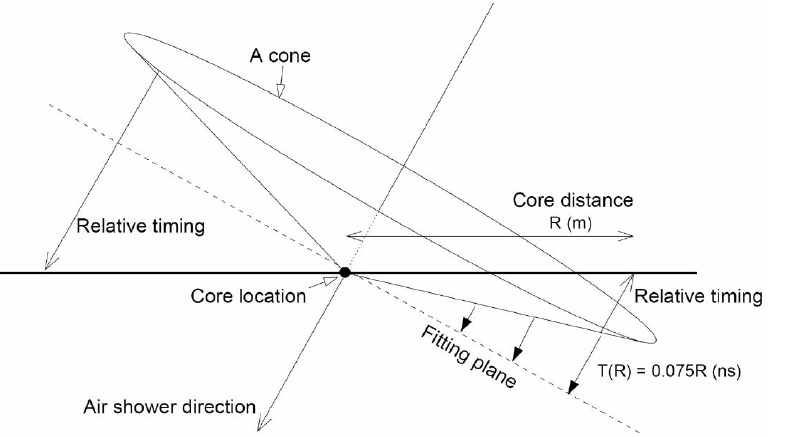 A cone
Core distance
R (m)
Relative timing
Core location
Relative timing
Fitting plane
T(R) = 0.075R (ns)
Air shower direction